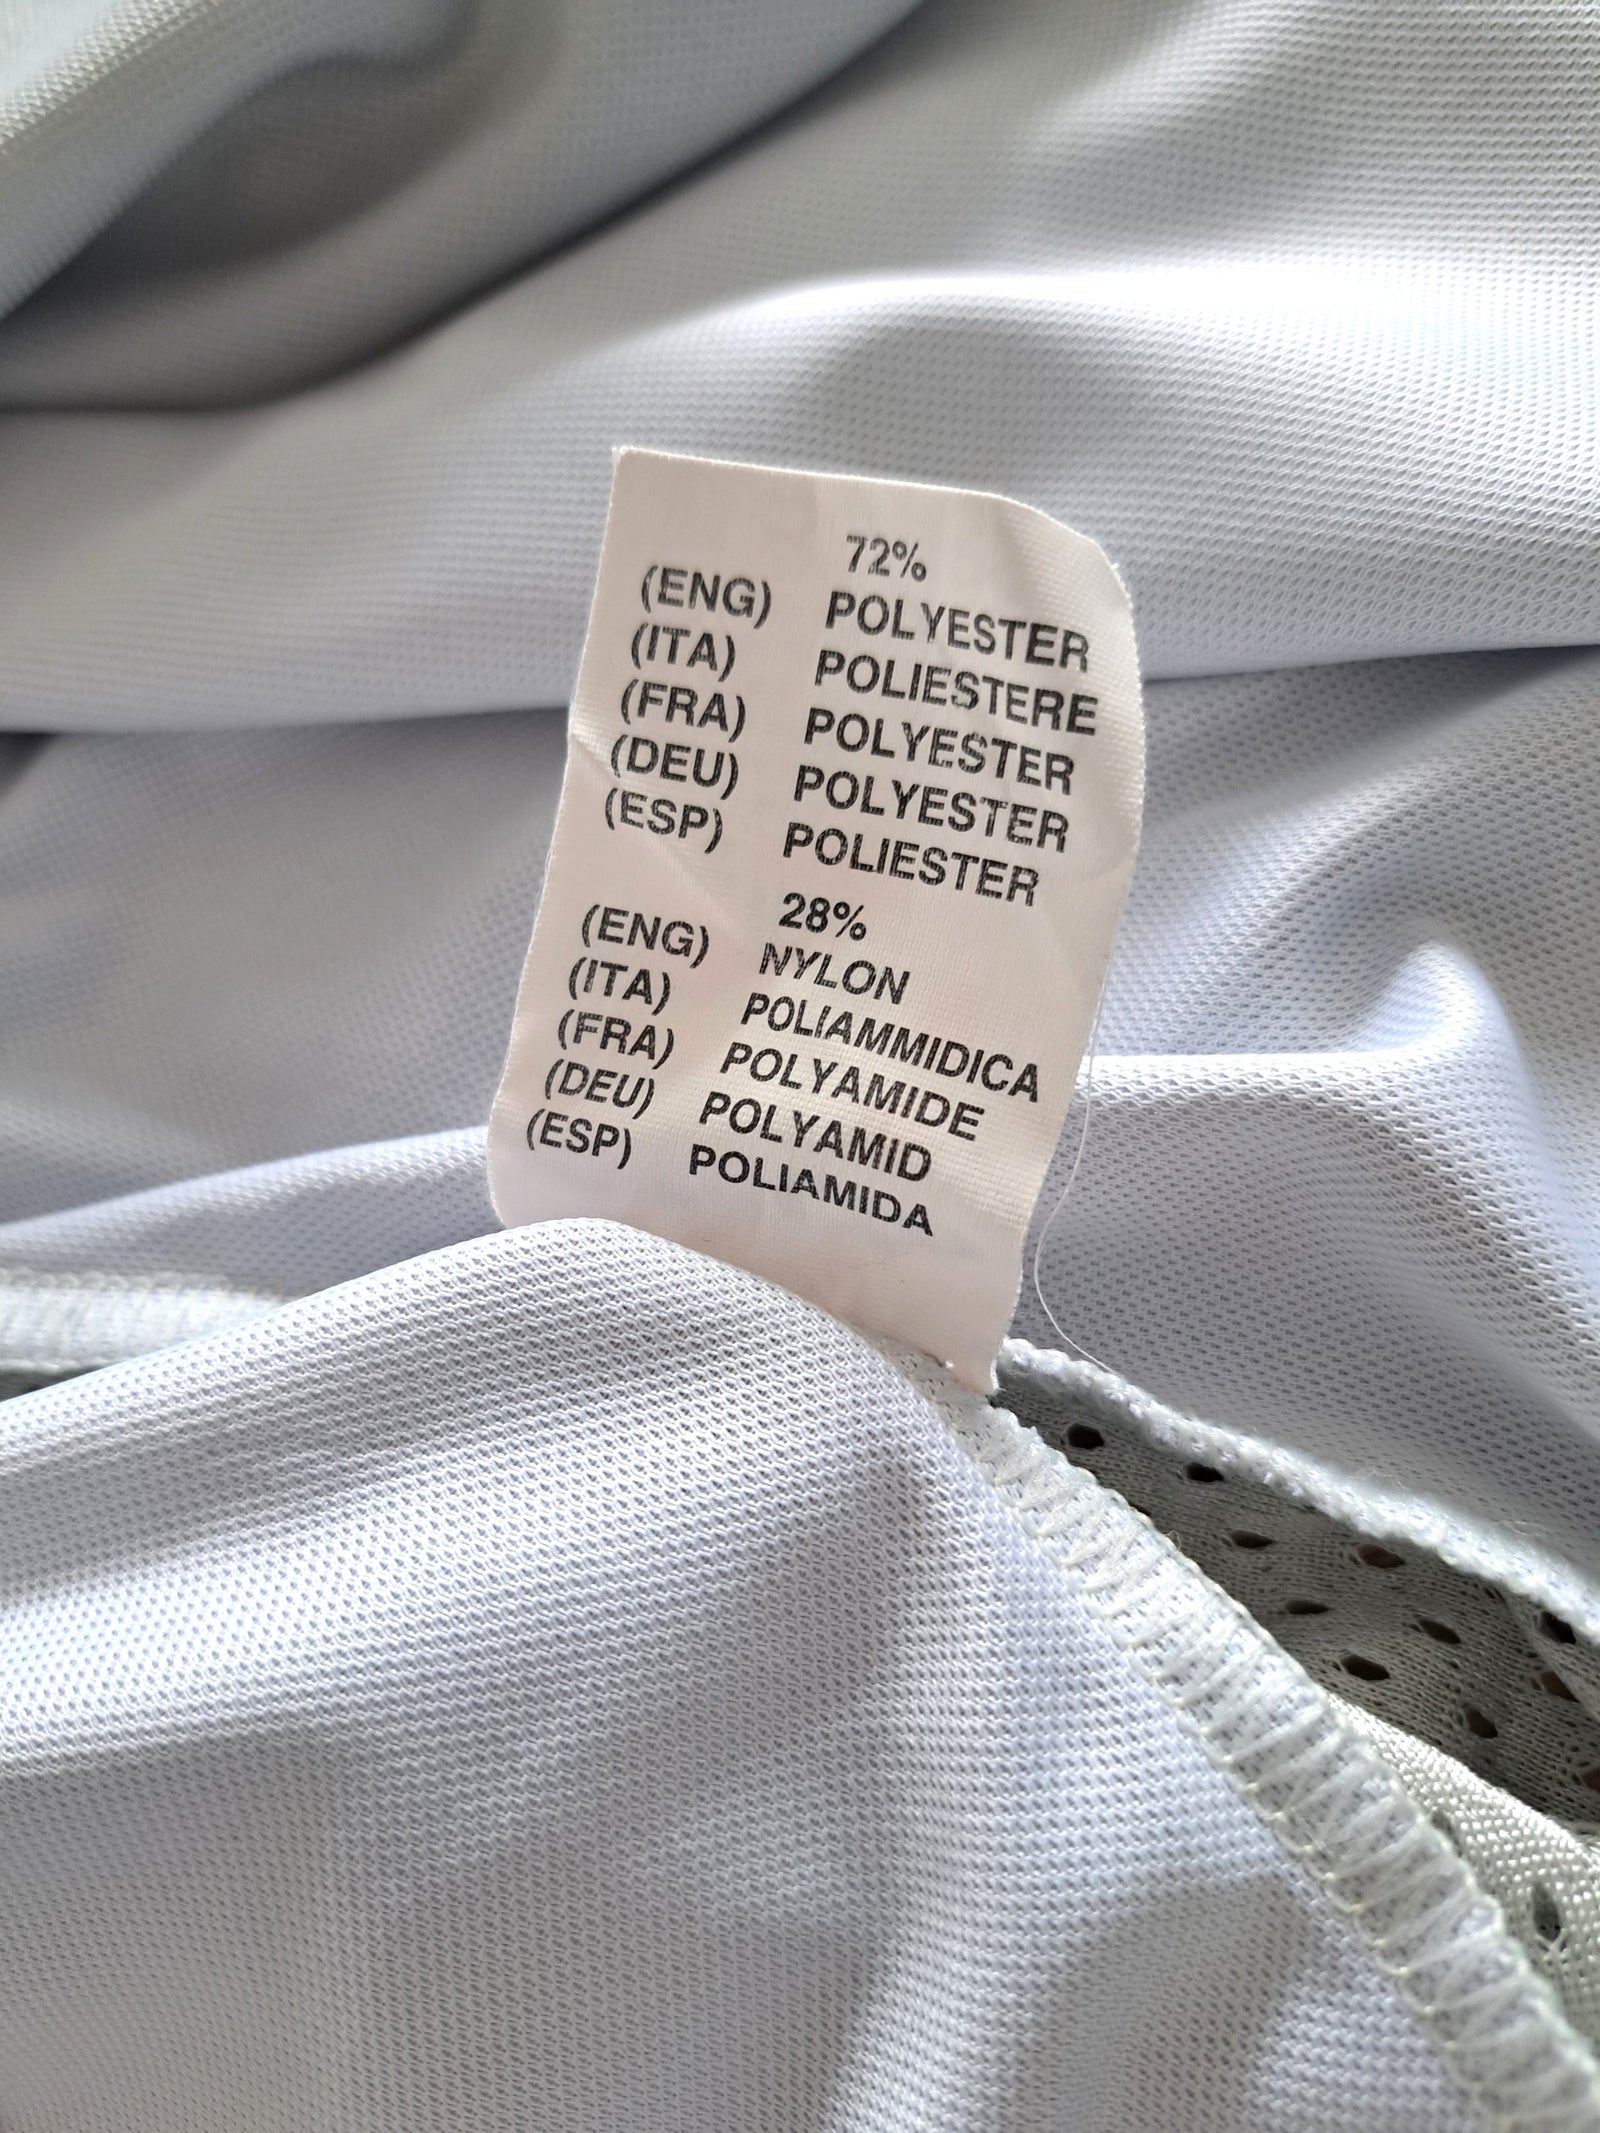 72%
(ENG) POLYESTER
(ITA) POLIESTERE
(FRA) POLYESTER
(DEU) POLYESTER
(ESP) POLIESTER
28%
(ENG) NYLON
(ITA) POLIAMMIDICA
(FRA) POLYAMIDE
(DEU) POLYAMID
(ESP) POLIAMIDA